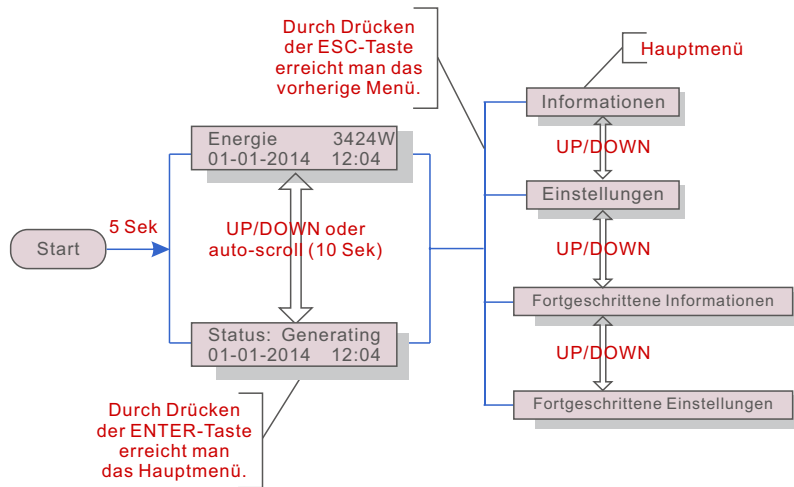 Durch Drücken
der ESC-Taste
erreicht man das
vorherige Menü.
Hauptmenü
Informationen
Energie 3424W
01-01-2014 12:04
UP/DOWN
Einstellungen
5 Sek
Start
UP/DOWN oder
auto-scroll (10 Sek)
UP/DOWN
Fortgeschrittene Informationen
Status: Generating
01-01-2014 12:04
UP/DOWN
Fortgeschrittene Einstellungen
Durch Drücken
der ENTER-Taste
erreicht man
das Hauptmenü.